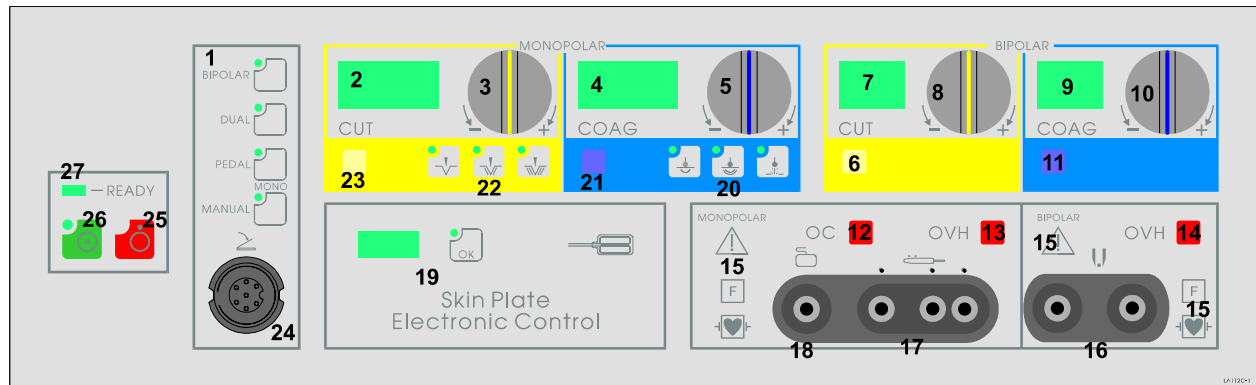 MONOPOLAR
BIPOLAR
1
BIPOLAR
2
3
4
5
7
8
9
10
DUAL
CUT
− +
COAG
− +
CUT
− +
COAG
− +
PEDAL
27
READY
MONO
MANUAL
23
22
21
20
6
11
26
25
24
OK
19
Skin Plate
Electronic Control
MONOPOLAR
OC 12
OVH 13
15
F
18
17
BIPOLAR
15
OVH 14
F
15
16
LA112C-1